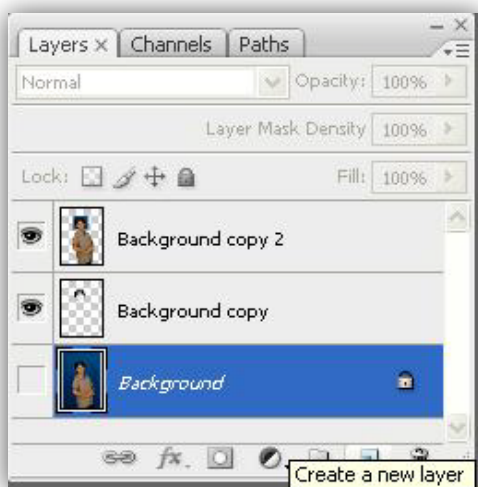 Layers × Channels Paths
Normal Opacity: 100%
Layer Mask Density 100%
Lock: Fill: 100%
Background copy 2
Background copy
Background
fx.
Create a new layer